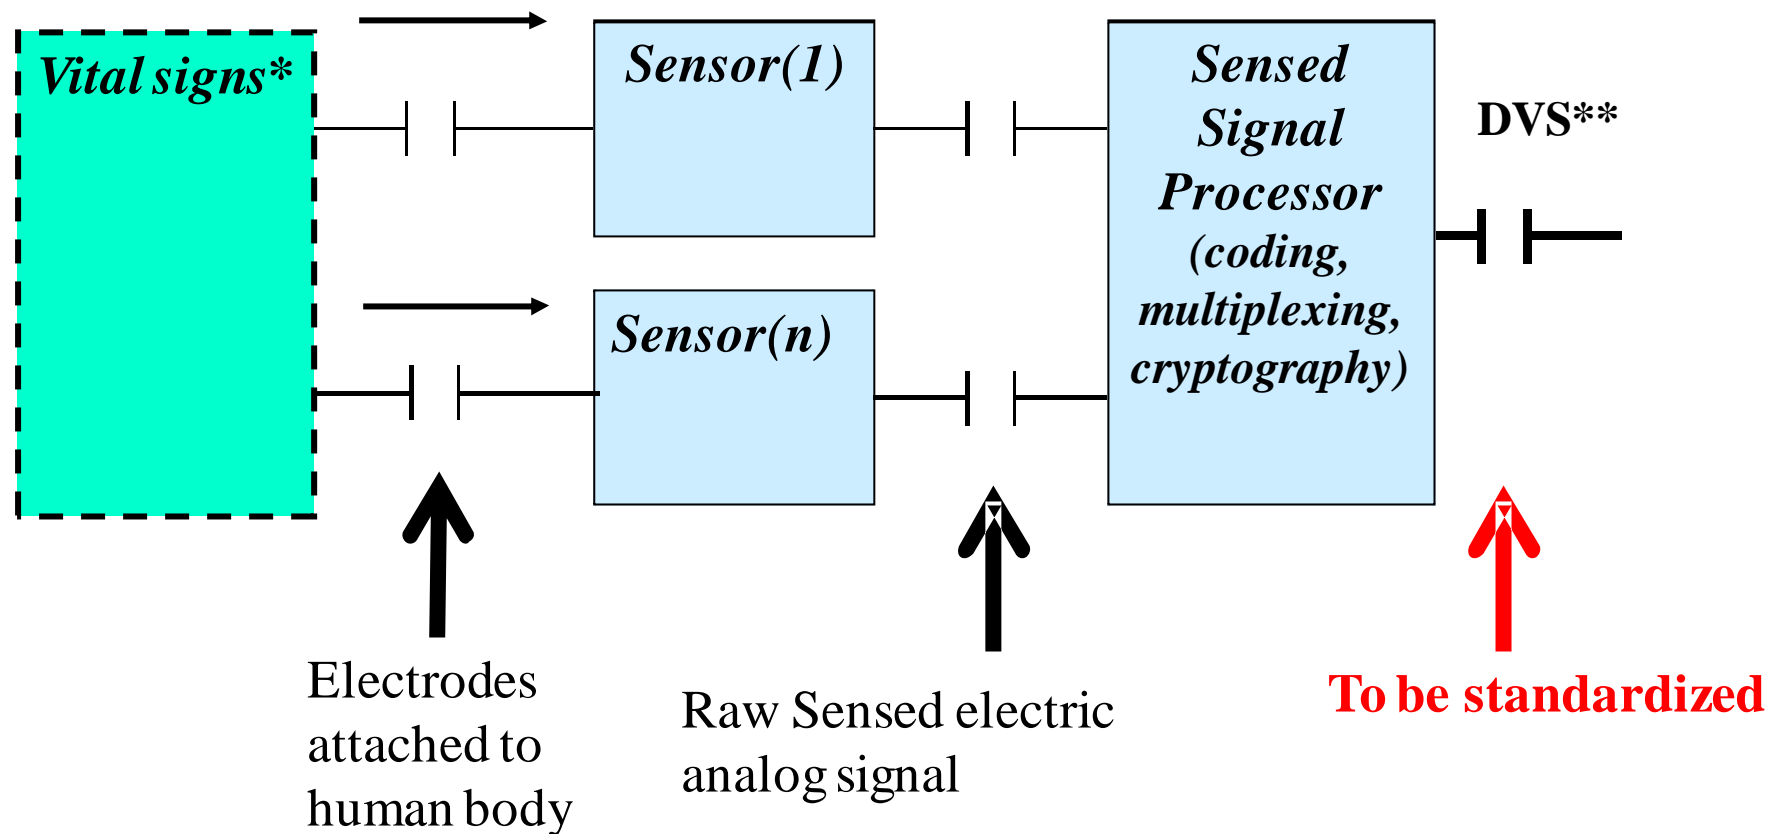 Vital signs*
Sensor(1)
Sensed
Signal
Processor
(coding,
multiplexing,
cryptography)
DVS**
Sensor(n)
Electrodes
attached to
human body
Raw Sensed electric
analog signal
To be standardized